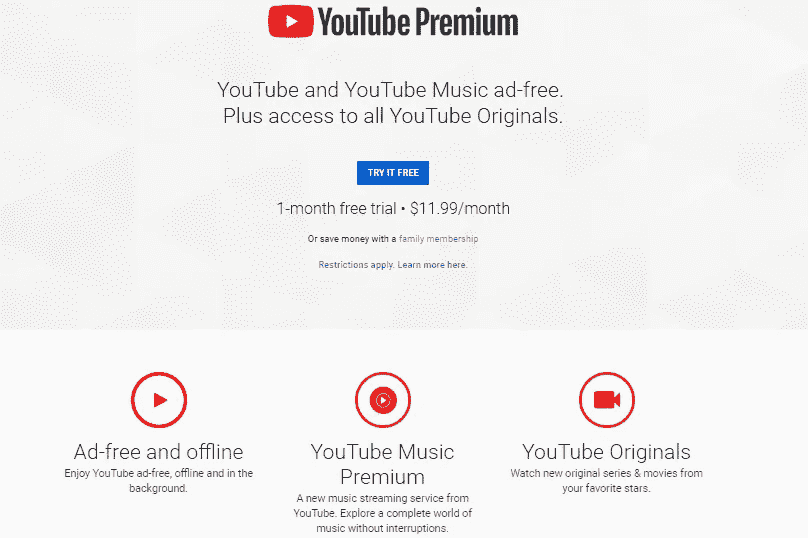 YouTube Premium
YouTube and YouTube Music ad-free.
Plus access to all YouTube Originals.
TRY IT FREE
1-month free trial • $11.99/month
Or save money with a family membership
Restrictions apply. Learn more here.
Ad-free and offline
Enjoy YouTube ad-free, offline and in the
background.
YouTube Music
Premium
A new music streaming service from
YouTube. Explore a complete world of
music without interruptions.
YouTube Originals
Watch new original series & movies from
your favorite stars.